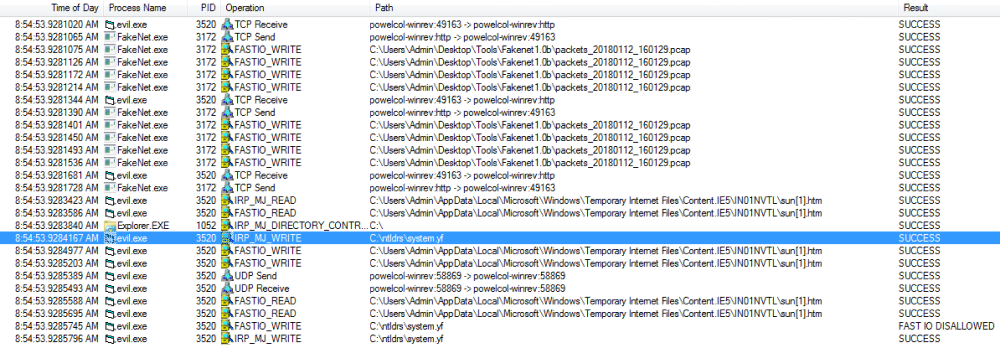 Time of Day Process Name PID Operation Path Result
8:54:53.9281020 AM evil.exe 3520 TCP Receive powelcol-winrev:49163 -> powelcol-winrev:http SUCCESS
8:54:53.9281065 AM FakeNet.exe 3172 TCP Send powelcol-winrev:http -> powelcol-winrev:49163 SUCCESS
8:54:53.9281075 AM FakeNet.exe 3172 FASTIO_WRITE C:\Users\Admin\Desktop\Tools\Fakenet1.0b\packets_20180112_160129.pcap SUCCESS
8:54:53.9281126 AM FakeNet.exe 3172 FASTIO_WRITE C:\Users\Admin\Desktop\Tools\Fakenet1.0b\packets_20180112_160129.pcap SUCCESS
8:54:53.9281172 AM FakeNet.exe 3172 FASTIO_WRITE C:\Users\Admin\Desktop\Tools\Fakenet1.0b\packets_20180112_160129.pcap SUCCESS
8:54:53.9281214 AM FakeNet.exe 3172 FASTIO_WRITE C:\Users\Admin\Desktop\Tools\Fakenet1.0b\packets_20180112_160129.pcap SUCCESS
8:54:53.9281344 AM evil.exe 3520 TCP Receive powelcol-winrev:49163 -> powelcol-winrev:http SUCCESS
8:54:53.9281390 AM FakeNet.exe 3172 TCP Send powelcol-winrev:http -> powelcol-winrev:49163 SUCCESS
8:54:53.9281401 AM FakeNet.exe 3172 FASTIO_WRITE C:\Users\Admin\Desktop\Tools\Fakenet1.0b\packets_20180112_160129.pcap SUCCESS
8:54:53.9281450 AM FakeNet.exe 3172 FASTIO_WRITE C:\Users\Admin\Desktop\Tools\Fakenet1.0b\packets_20180112_160129.pcap SUCCESS
8:54:53.9281493 AM FakeNet.exe 3172 FASTIO_WRITE C:\Users\Admin\Desktop\Tools\Fakenet1.0b\packets_20180112_160129.pcap SUCCESS
8:54:53.9281536 AM FakeNet.exe 3172 FASTIO_WRITE C:\Users\Admin\Desktop\Tools\Fakenet1.0b\packets_20180112_160129.pcap SUCCESS
8:54:53.9281681 AM evil.exe 3520 TCP Receive powelcol-winrev:49163 -> powelcol-winrev:http SUCCESS
8:54:53.9281728 AM FakeNet.exe 3172 TCP Send powelcol-winrev:http -> powelcol-winrev:49163 SUCCESS
8:54:53.9283423 AM evil.exe 3520 IRP_MJ_READ C:\Users\Admin\AppData\Local\Microsoft\Windows\Temporary Internet Files\Content.IE5\IN01NVTL\sun[1].htm SUCCESS
8:54:53.9283586 AM evil.exe 3520 FASTIO_READ C:\Users\Admin\AppData\Local\Microsoft\Windows\Temporary Internet Files\Content.IE5\IN01NVTL\sun[1].htm SUCCESS
8:54:53.9283840 AM Explorer.EXE 1052 IRP_MJ_DIRECTORY_CONTR... C:\ SUCCESS
8:54:53.9284167 AM evil.exe 3520 IRP_MJ_WRITE C:\ntldrs\system.yf SUCCESS
8:54:53.9284977 AM evil.exe 3520 FASTIO_WRITE C:\Users\Admin\AppData\Local\Microsoft\Windows\Temporary Internet Files\Content.IE5\IN01NVTL\sun[1].htm SUCCESS
8:54:53.9285203 AM evil.exe 3520 FASTIO_WRITE C:\Users\Admin\AppData\Local\Microsoft\Windows\Temporary Internet Files\Content.IE5\IN01NVTL\sun[1].htm SUCCESS
8:54:53.9285389 AM evil.exe 3520 UDP Send powelcol-winrev:58869 -> powelcol-winrev:58869 SUCCESS
8:54:53.9285493 AM evil.exe 3520 UDP Receive powelcol-winrev:58869 -> powelcol-winrev:58869 SUCCESS
8:54:53.9285588 AM evil.exe 3520 FASTIO_READ C:\Users\Admin\AppData\Local\Microsoft\Windows\Temporary Internet Files\Content.IE5\IN01NVTL\sun[1].htm SUCCESS
8:54:53.9285695 AM evil.exe 3520 FASTIO_READ C:\Users\Admin\AppData\Local\Microsoft\Windows\Temporary Internet Files\Content.IE5\IN01NVTL\sun[1].htm SUCCESS
8:54:53.9285745 AM evil.exe 3520 FASTIO_WRITE C:\ntldrs\system.yf FAST IO DISALLOWED
8:54:53.9285796 AM evil.exe 3520 IRP_MJ_WRITE C:\ntldrs\system.yf SUCCESS